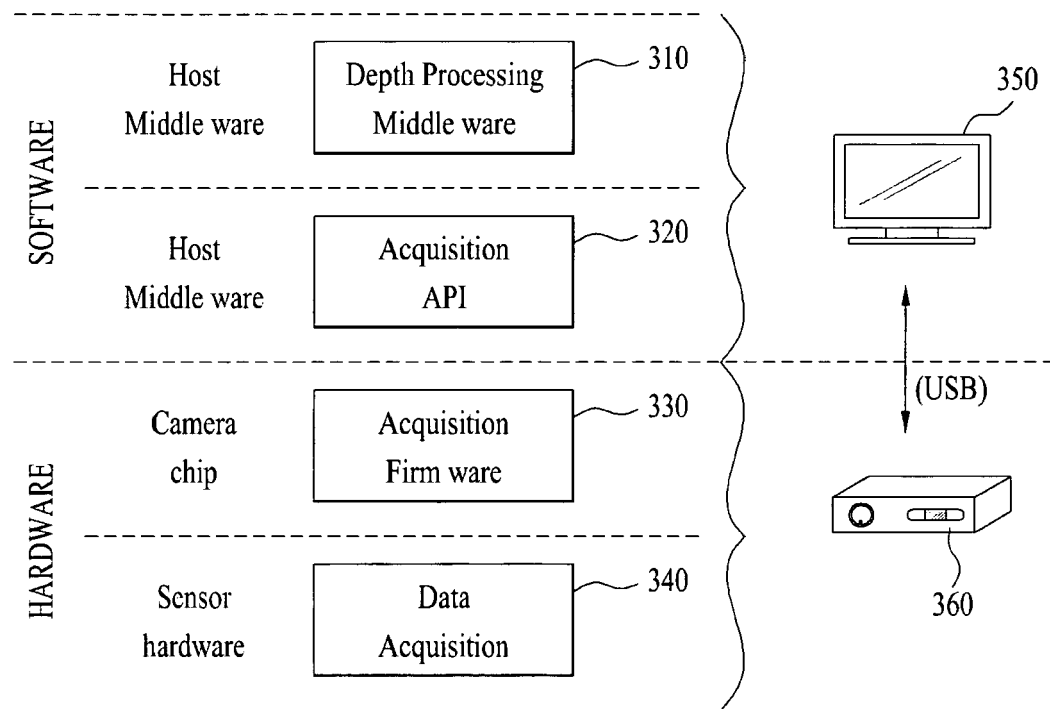 SOFTWARE
Host
Middle ware
Depth Processing
Middle ware
310
Host
Middle ware
Acquisition
API
320
350
(USB)
HARDWARE
Camera
chip
Acquisition
Firm ware
330
Sensor
hardware
Data
Acquisition
340
360